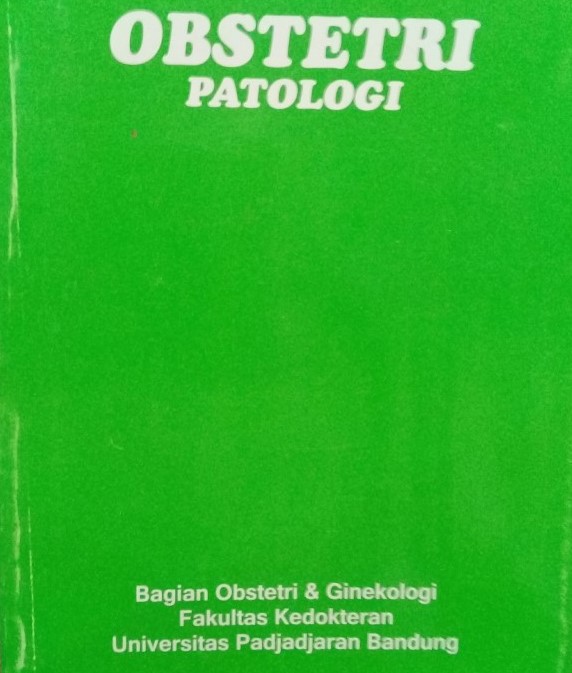 OBSTETRI
PATOLOGI
Bagian Obstetri & Ginekologi
Fakultas Kedokteran
Universitas Padjadjaran Bandung